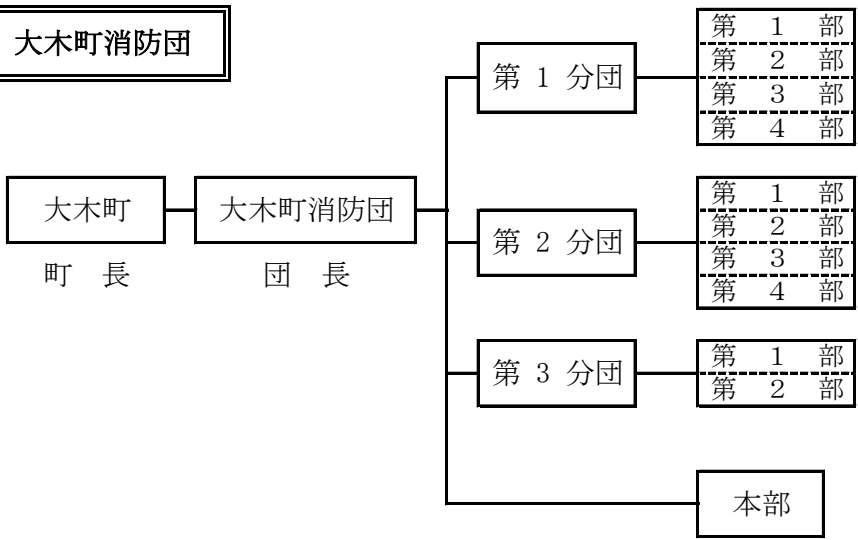 大木町消防団
大木町
町 長
大木町消防団
団 長
第 1 分団
第 1 部
第 2 部
第 3 部
第 4 部
第 2 分団
第 1 部
第 2 部
第 3 部
第 4 部
第 3 分団
第 1 部
第 2 部
本部